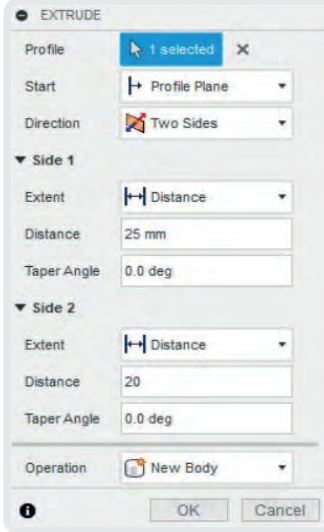 EXTRUDE
Profile 1 selected
Start Profile Plane
Direction Two Sides
Side 1
Extent Distance
Distance 25 mm
Taper Angle 0.0 deg
Side 2
Extent Distance
Distance 20
Taper Angle 0.0 deg
Operation New Body
OK Cancel